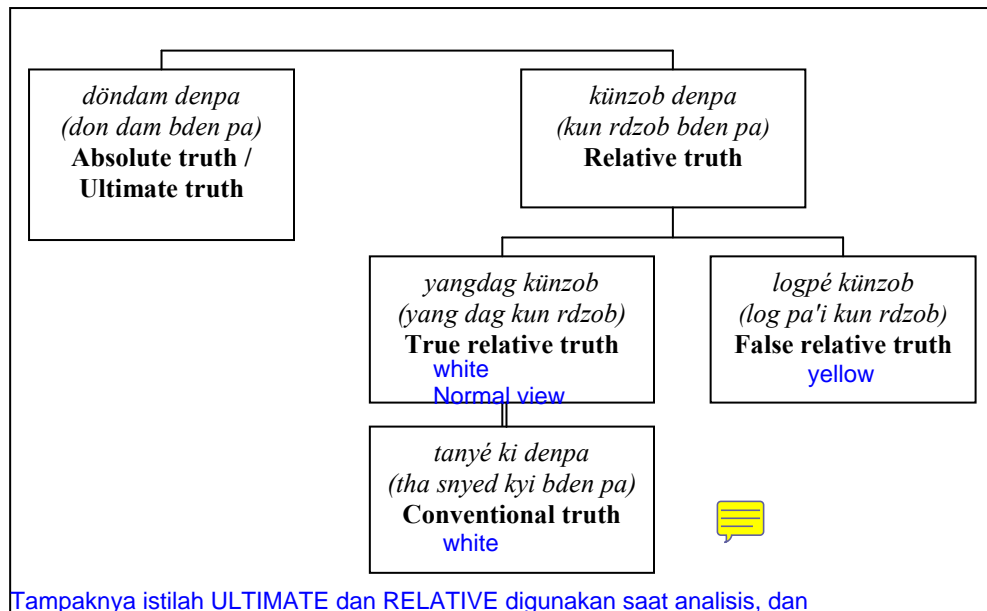 döndam denpa
(don dam bden pa)
Absolute truth /
Ultimate truth
künzob denpa
(kun rdzob bden pa)
Relative truth
yangdag künzob
(yang dag kun rdzob)
True relative truth
white
Normal view
logpé künzob
(log pa'i kun rdzob)
False relative truth
yellow
tanyé ki denpa
(tha snyed kyi bden pa)
Conventional truth
white
Tampaknya istilah ULTIMATE dan RELATIVE digunakan saat analisis, dan